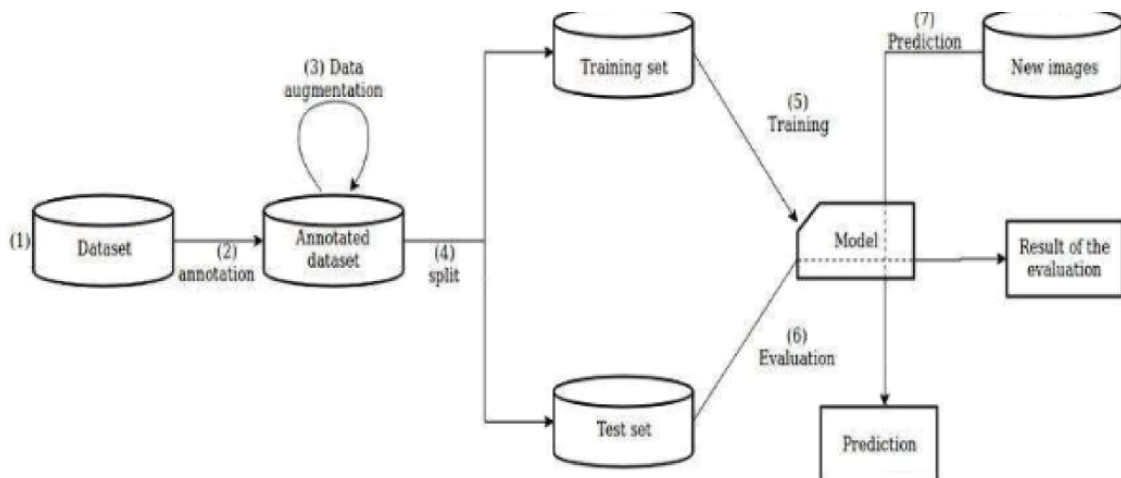 (1)
Dataset
(2)
annotation
(3) Data
augmentation
Annotated
dataset
(4)
split
Training set
Test set
(5)
Training
(6)
Evaluation
(7)
Prediction
New images
Model
Result of the
evaluation
Prediction